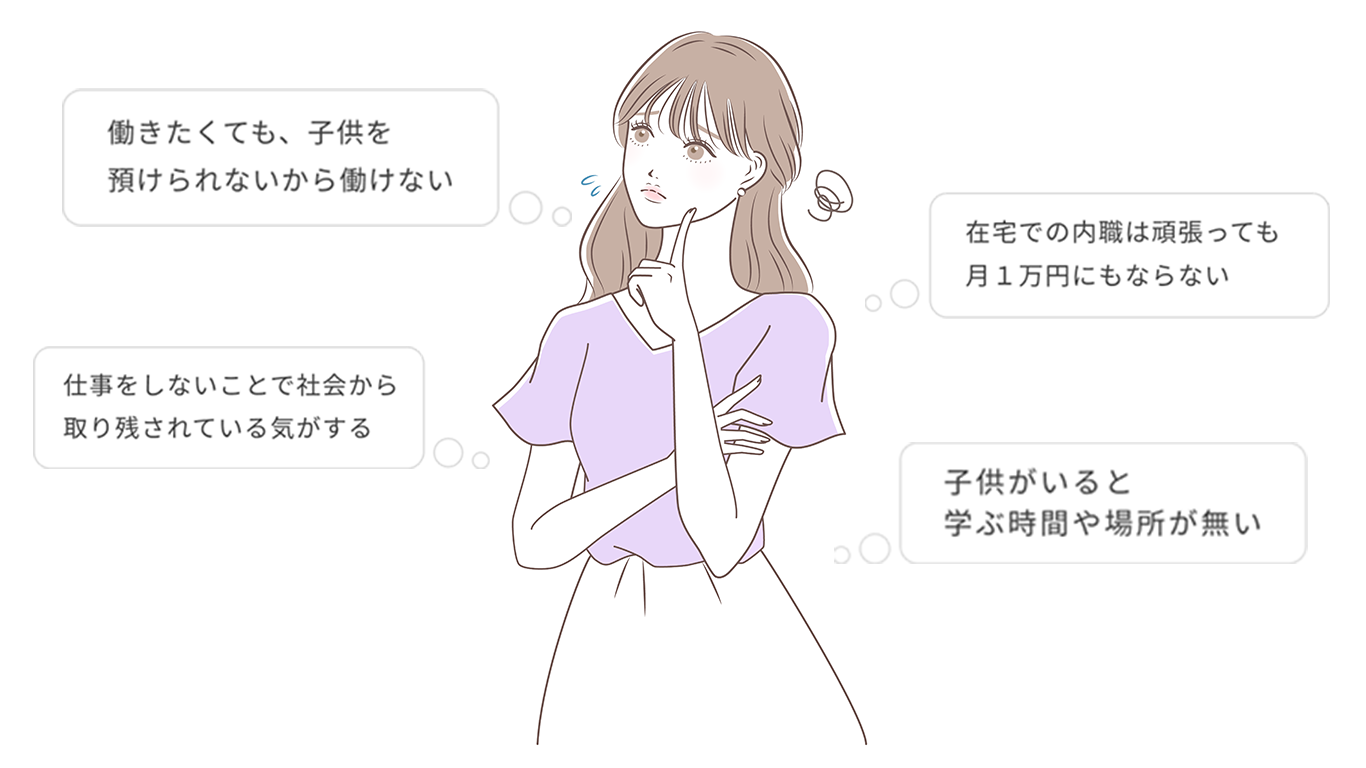 働きたくても、子供を
預けられないから働けない
在宅での内職は頑張っても
月１万円にもならない
仕事をしないことで社会から
取り残されている気がする
子供がいると
学ぶ時間や場所が無い